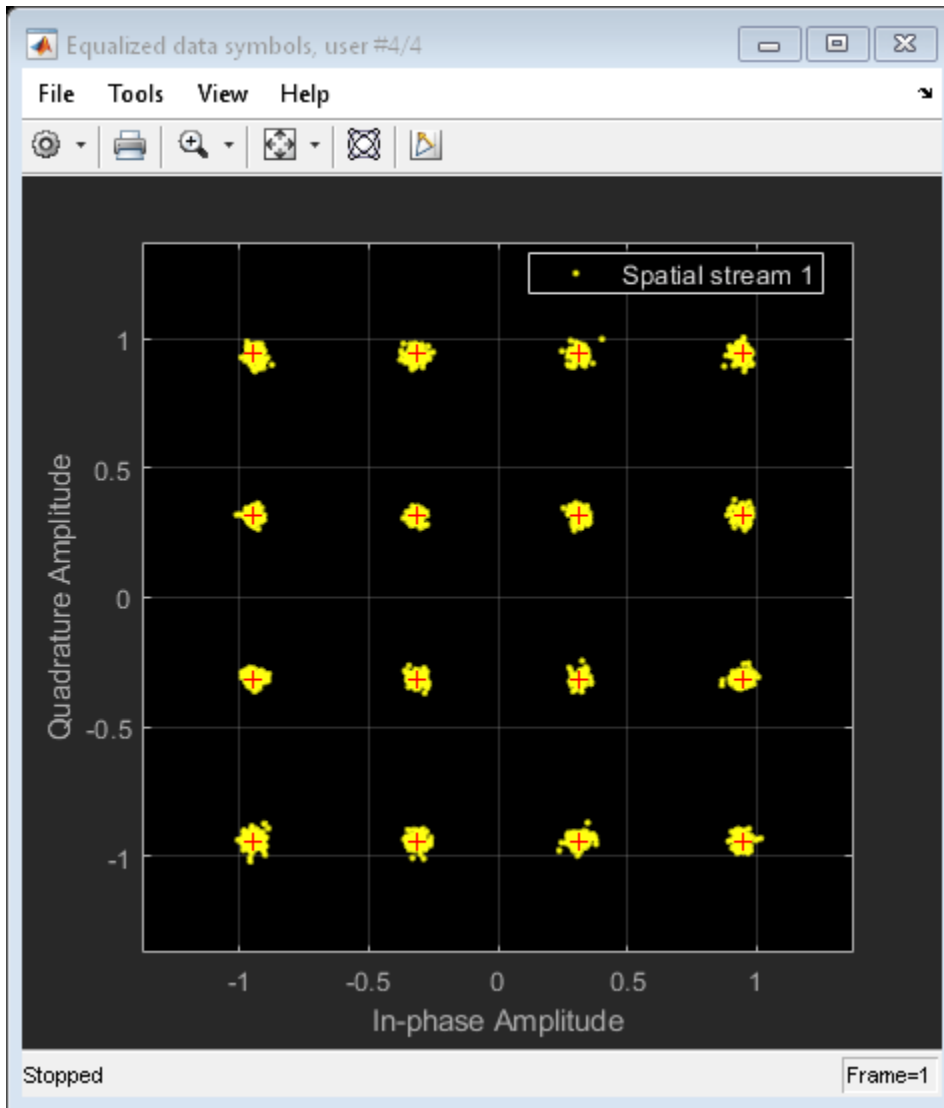 Equalized data symbols, user #4/4
File Tools View Help
Spatial stream 1
1
0.5
0
-0.5
-1
Quadrature Amplitude
-1 -0.5 0 0.5 1
In-phase Amplitude
Stopped Frame=1